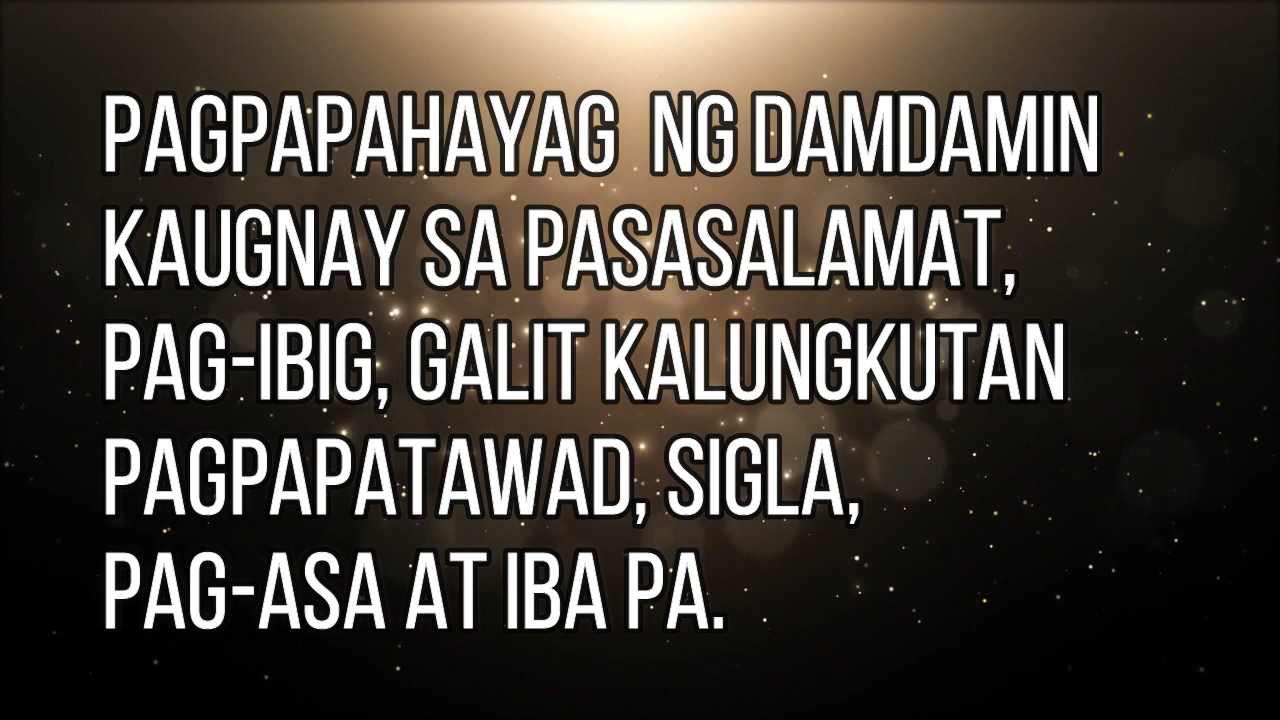 PAGPAPAHAYAG NG DAMDAMIN
KAUGNAY SA PASASALAMAT,
PAG-IBIG, GALIT KALUNGKUTAN
PAGPAPATAWAD, SIGLA,
PAG-ASA AT IBA PA.